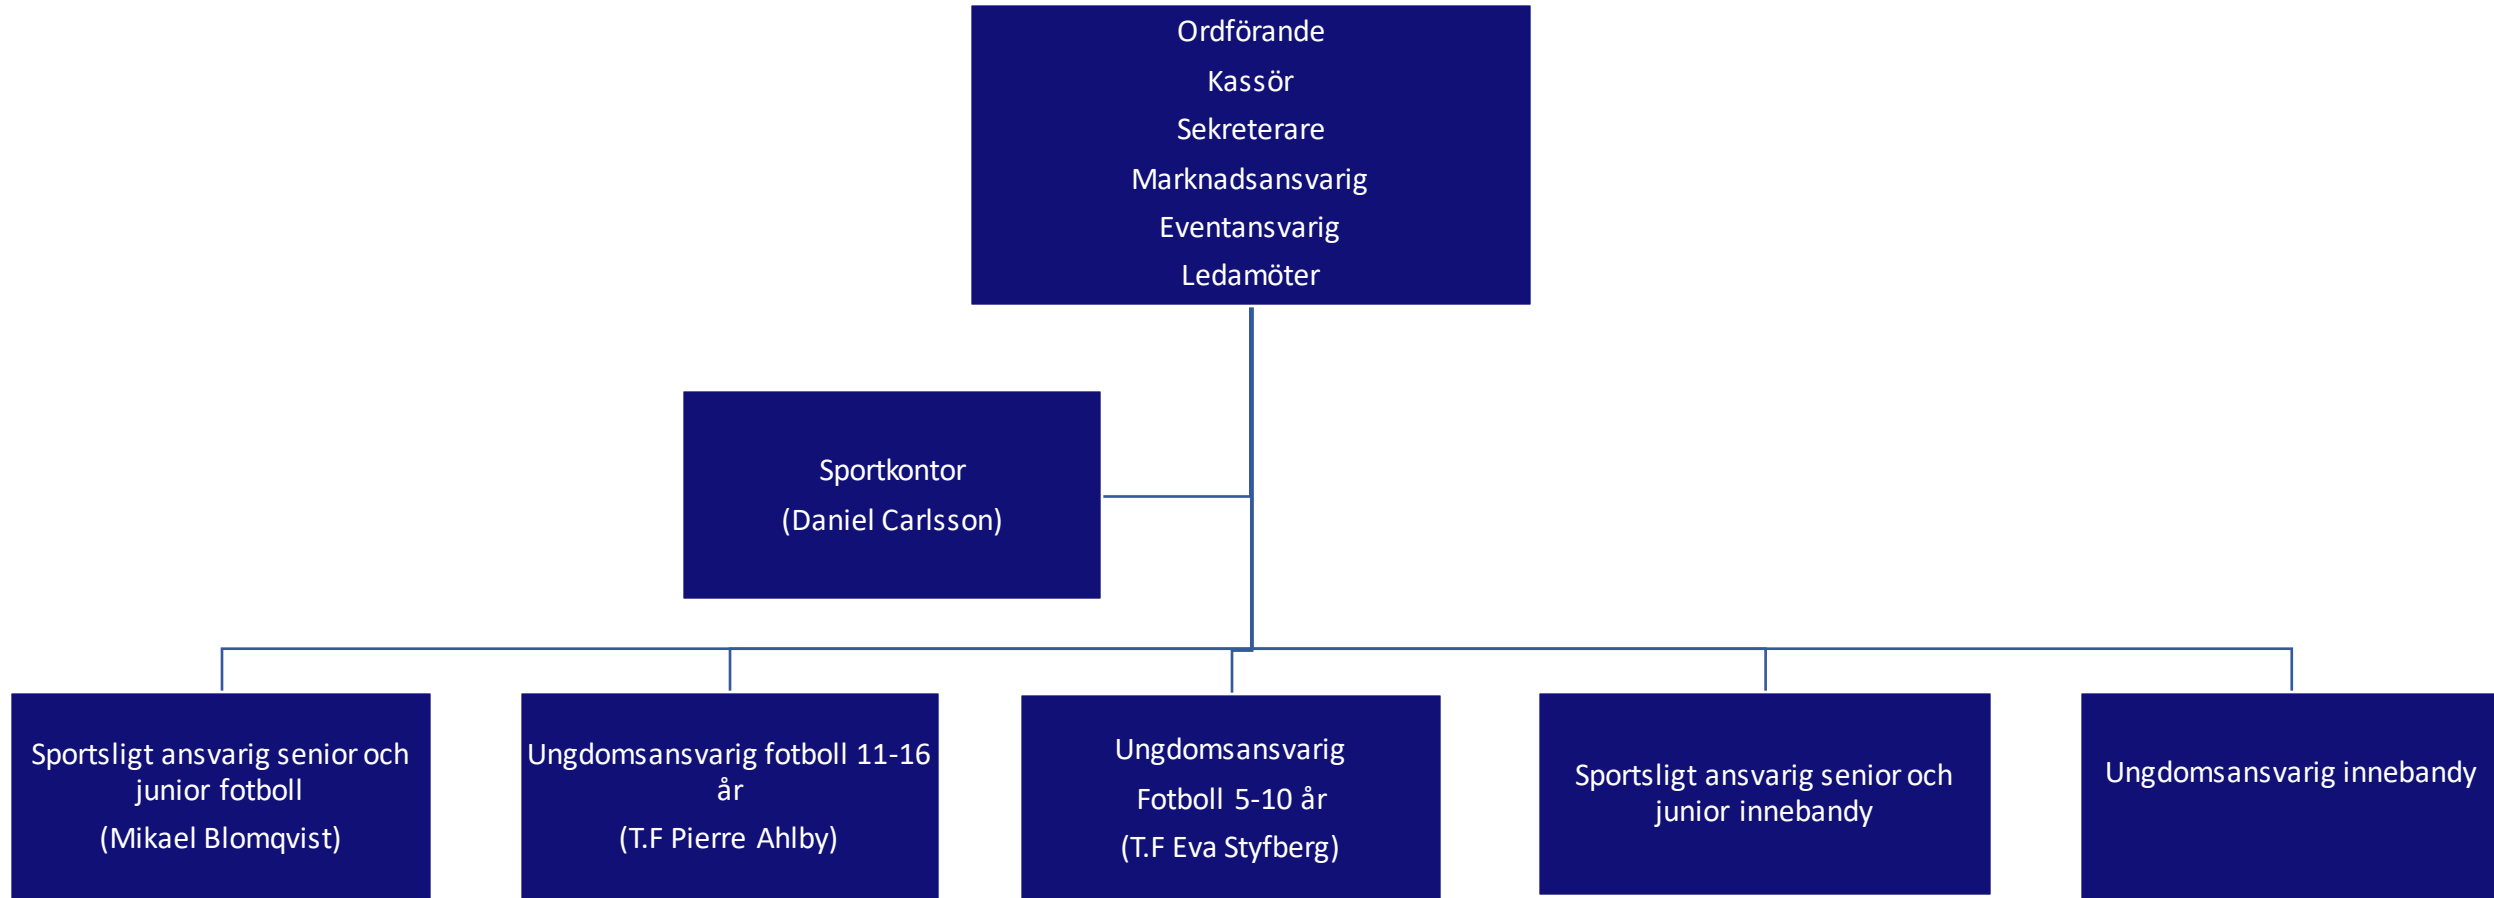 Ordförande
Kassör
Sekreterare
Marknadsansvarig
Eventansvarig
Ledamöter
Sportkontor
(Daniel Carlsson)
Sportsligt ansvarig senior och
junior fotboll
(Mikael Blomqvist)
Ungdomsansvarig fotboll 11-16
år
(T.F Pierre Ahlby)
Ungdomsansvarig
Fotboll 5-10 år
(T.F Eva Styfberg)
Sportsligt ansvarig senior och
junior innebandy
Ungdomsansvarig innebandy